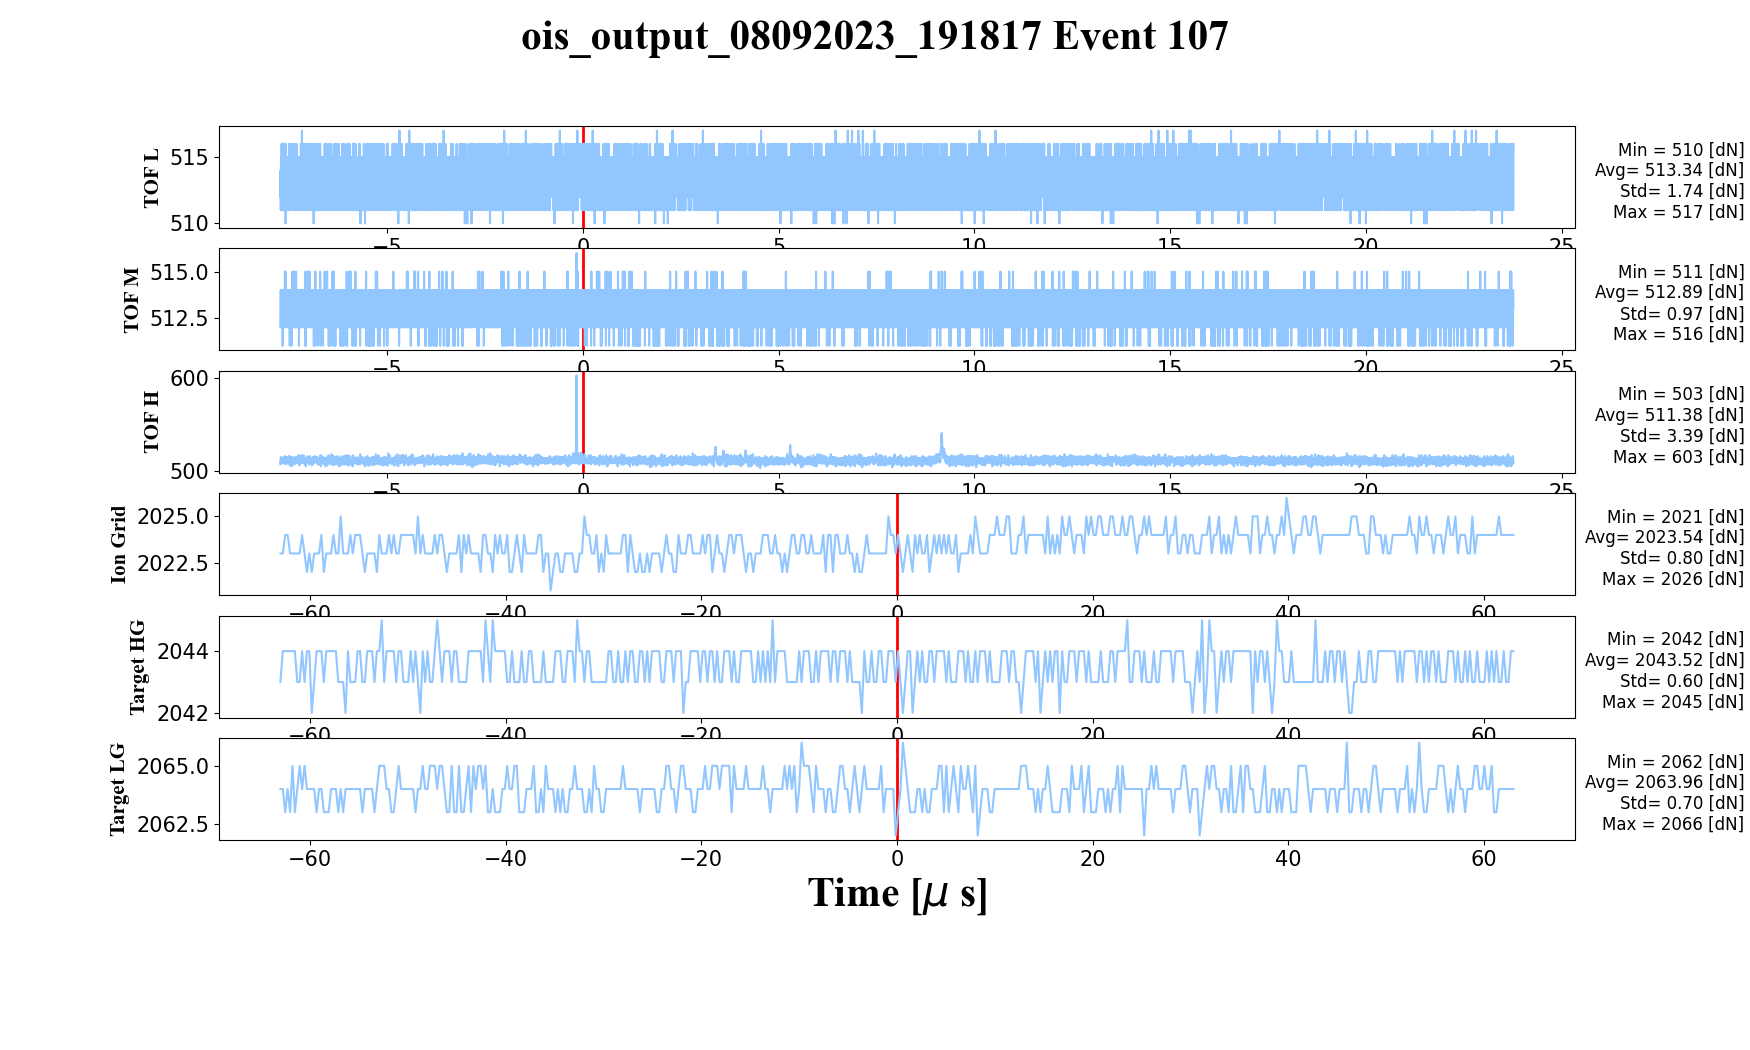 ois_output_08092023_191817 Event 107
TOF L
515
510
−5
0
5
10
15
20
25
Min = 510 [dN]
Avg= 513.34 [dN]
Std= 1.74 [dN]
Max = 517 [dN]
TOF M
515.0
512.5
−5
0
5
10
15
20
25
Min = 511 [dN]
Avg= 512.89 [dN]
Std= 0.97 [dN]
Max = 516 [dN]
TOF H
600
500
−5
0
5
10
15
20
25
Min = 503 [dN]
Avg= 511.38 [dN]
Std= 3.39 [dN]
Max = 603 [dN]
Ion Grid
2025.0
2022.5
−60
−40
−20
0
20
40
60
Min = 2021 [dN]
Avg= 2023.54 [dN]
Std= 0.80 [dN]
Max = 2026 [dN]
Target HG
2044
2042
−60
−40
−20
0
20
40
60
Min = 2042 [dN]
Avg= 2043.52 [dN]
Std= 0.60 [dN]
Max = 2045 [dN]
Target LG
2065.0
2062.5
−60
−40
−20
0
20
40
60
Min = 2062 [dN]
Avg= 2063.96 [dN]
Std= 0.70 [dN]
Max = 2066 [dN]
Time [μ s]